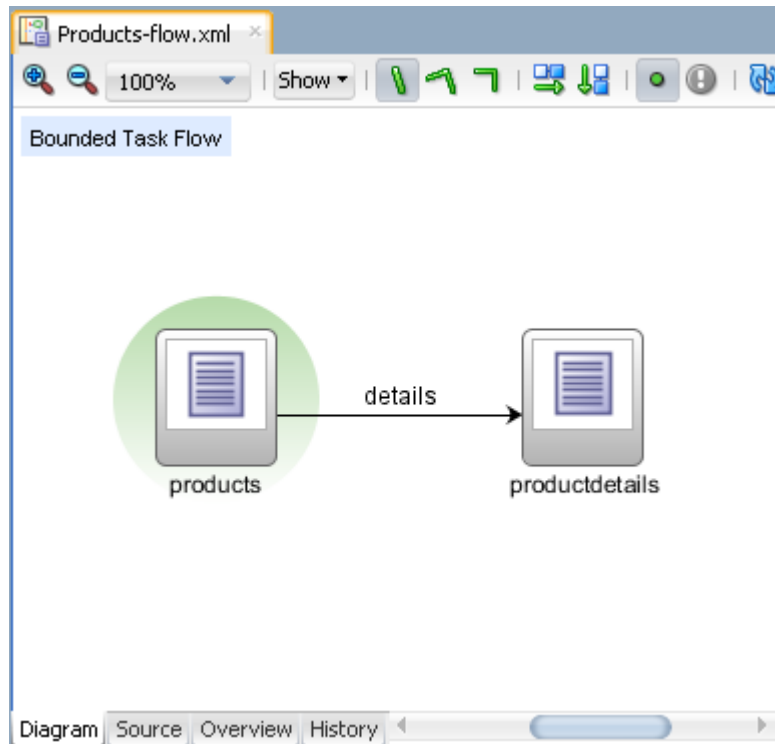 Products-flow.xml
100% Show
Bounded Task Flow
details
products productdetails
Diagram Source Overview History